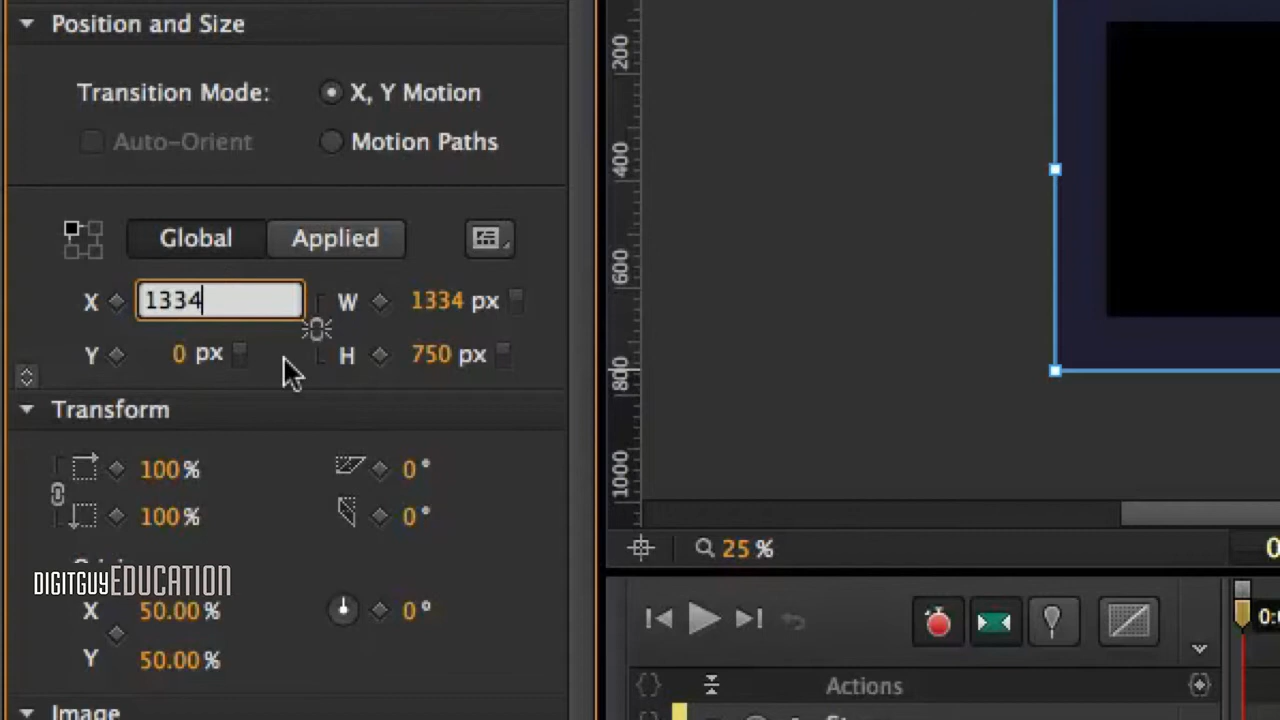 Position and Size
Transition Mode:
X, Y Motion
Auto-Orient
Motion Paths
Global
Applied
X 1334 W 1334 px
Y 0 px H 750 px
Transform
100 % 0 °
100 % 0 °
DIGITGUYEDUCATION
X 50.00 % 0 °
Y 50.00 %
Image
200
400
600
800
1000
25 %
Actions